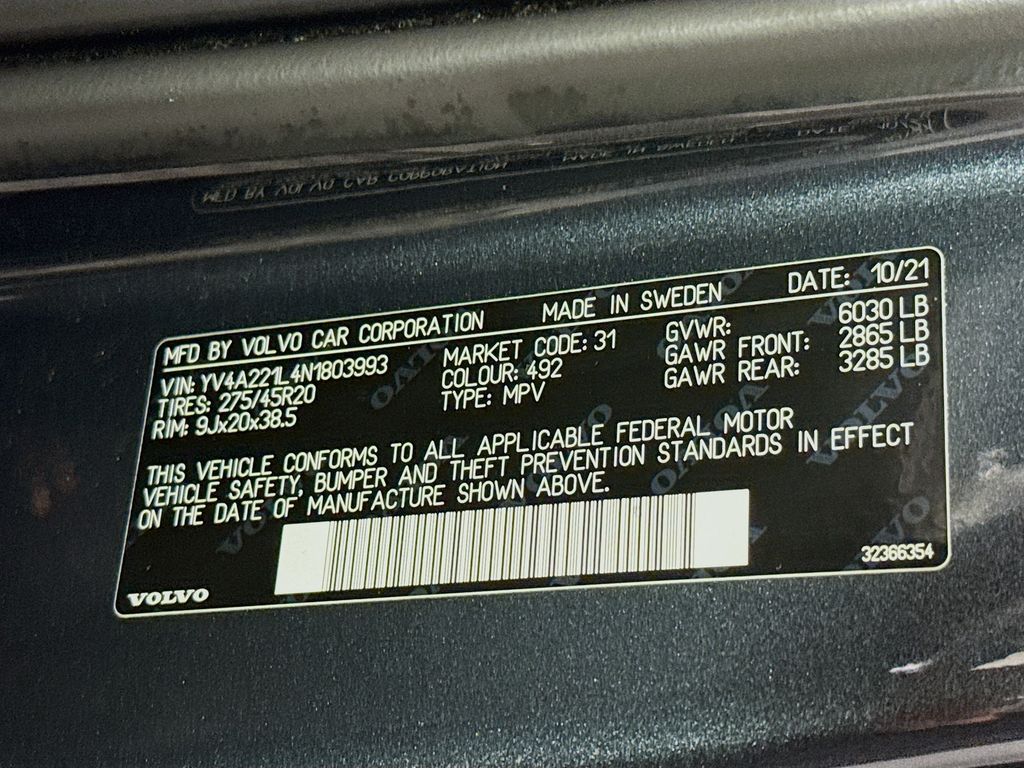 MFD BY VOLVO CAR CORPORATION MADE IN SWEDEN DATE: 10/21
VIN: YV4A221L4N1803993 MARKET CODE: 31 GVWR: 6030 LB
TIRES: 275/45R20 COLOUR: 492 GAWR FRONT: 2865 LB
RIM: 9Jx20x38.5 TYPE: MPV GAWR REAR: 3285 LB
THIS VEHICLE CONFORMS TO ALL APPLICABLE FEDERAL MOTOR
VEHICLE SAFETY, BUMPER AND THEFT PREVENTION STANDARDS IN EFFECT
ON THE DATE OF MANUFACTURE SHOWN ABOVE.
32366354
VOLVO